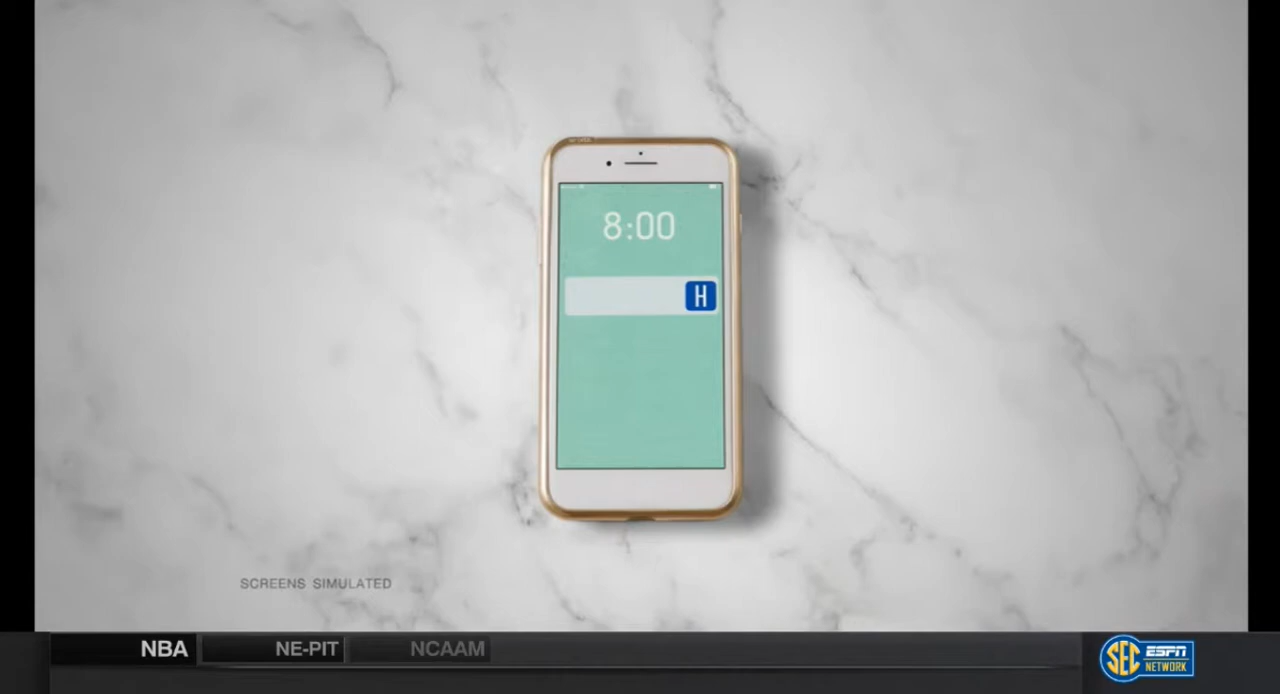 8:00
H
SCREENS SIMULATED
NBA
NE-PIT
NCAAM
SEC ESPN
NETWORK